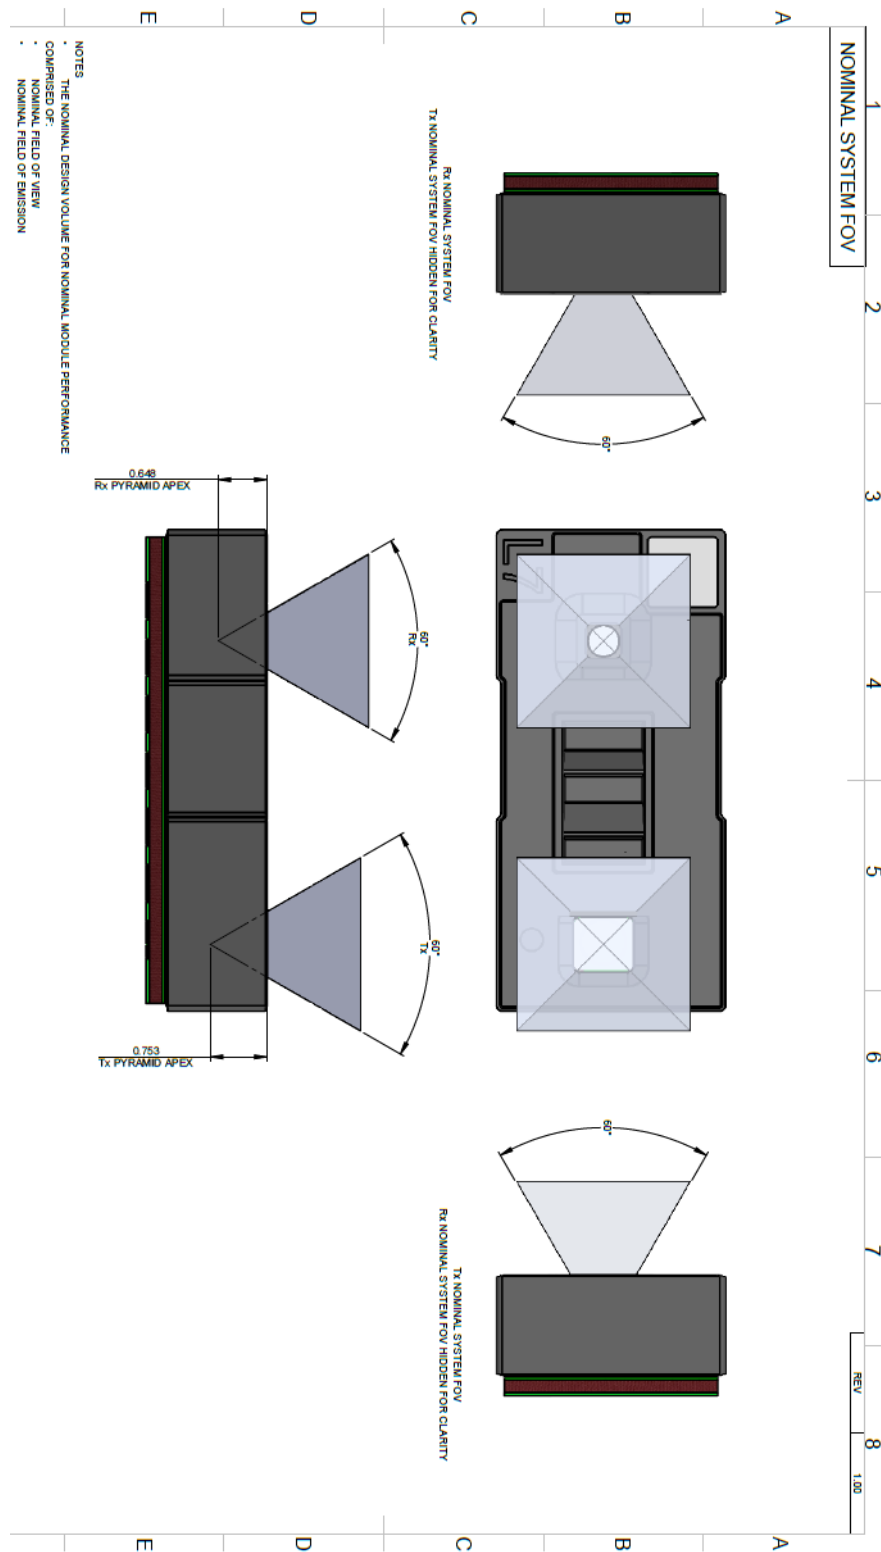 NOMINAL SYSTEM FOV
1
2
3
4
5
6
7
8
A
B
C
D
E
A
B
C
D
E
REV
1.00
Rx NOMINAL SYSTEM FOV
Tx NOMINAL SYSTEM FOV HIDDEN FOR CLARITY
60°
60°
Tx NOMINAL SYSTEM FOV
Rx NOMINAL SYSTEM FOV HIDDEN FOR CLARITY
60°
Rx
60°
Tx
0.648
Rx PYRAMID APEX
0.753
Tx PYRAMID APEX
NOTES
· THE NOMINAL DESIGN VOLUME FOR NOMINAL MODULE PERFORMANCE
COMPRISED OF:
· NOMINAL FIELD OF VIEW
· NOMINAL FIELD OF EMISSION